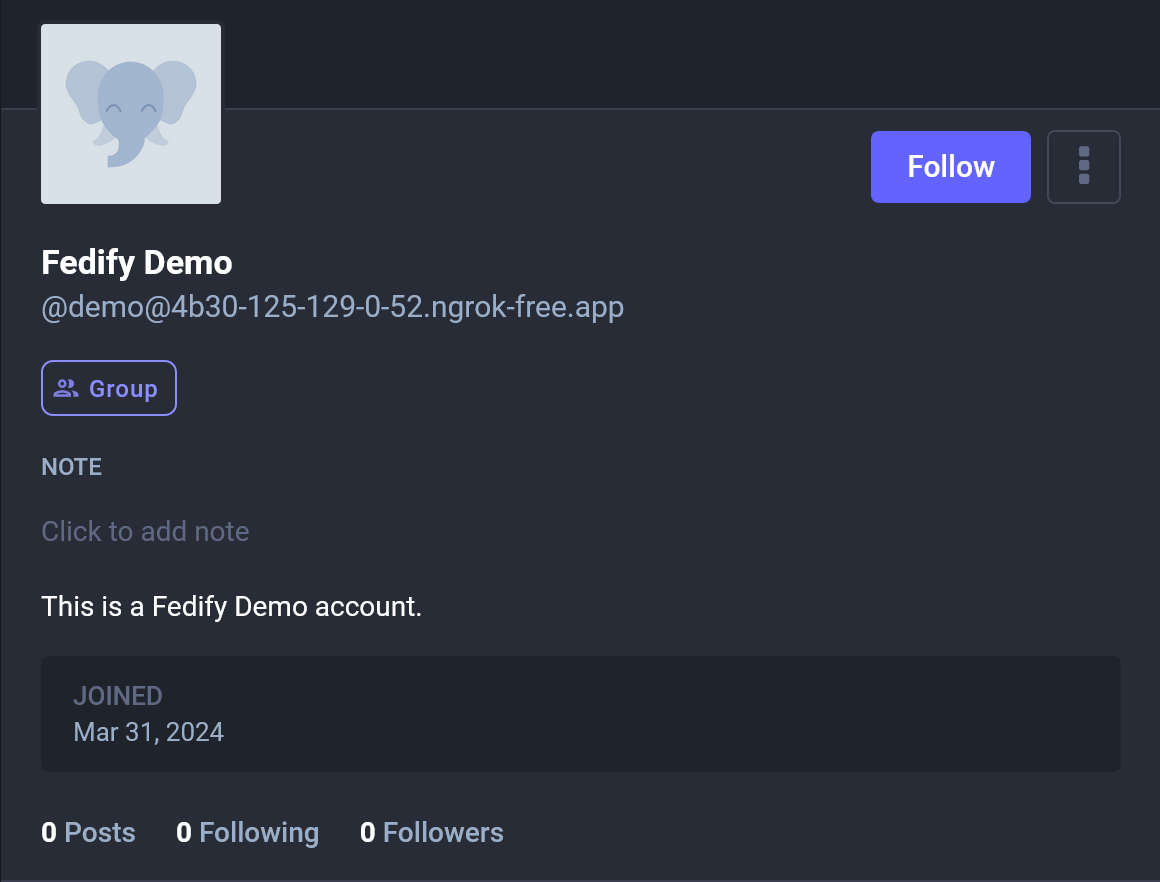 Follow
Fedify Demo
@demo@4b30-125-129-0-52.ngrok-free.app
Group
NOTE
Click to add note
This is a Fedify Demo account.
JOINED
Mar 31, 2024
0 Posts 0 Following 0 Followers